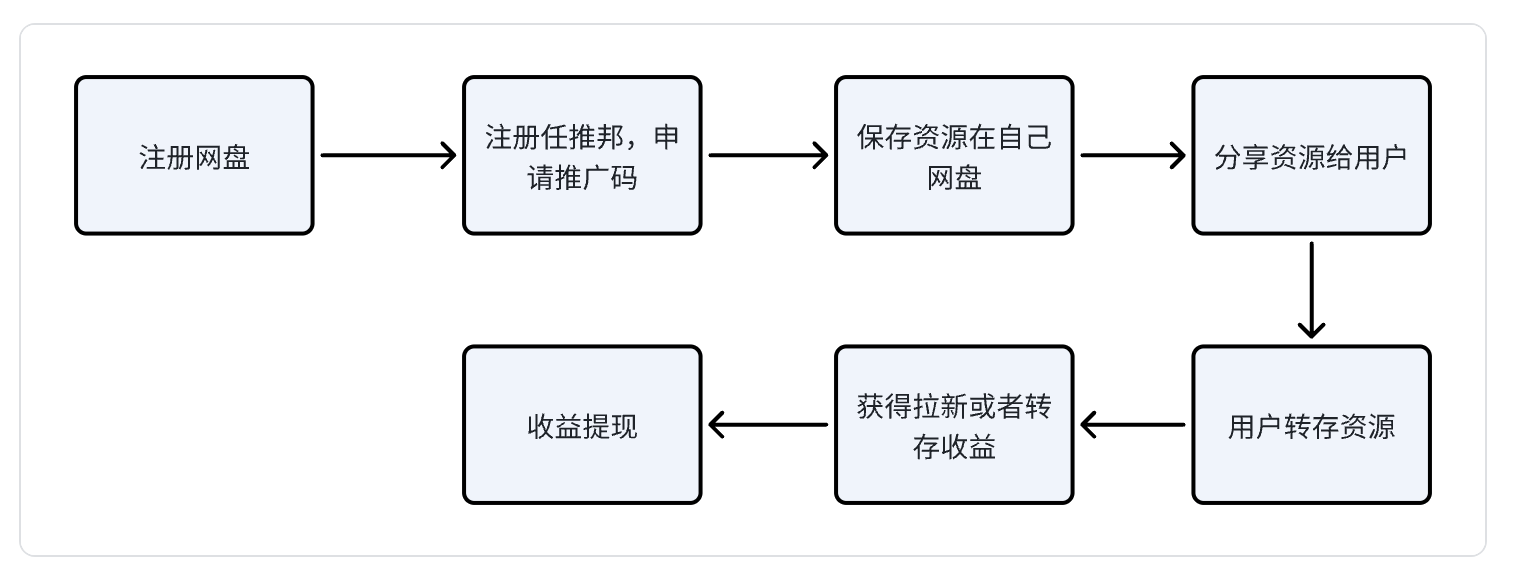 注册网盘
注册任推邦，申
请推广码
保存资源在自己
网盘
分享资源给用户
用户转存资源
获得拉新或者转
存收益
收益提现